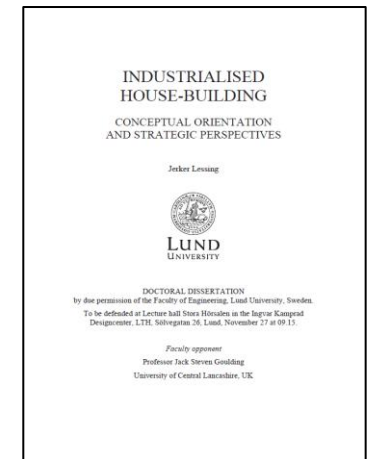 INDUSTRIALISED
HOUSE-BUILDING
CONCEPTUAL ORIENTATION
AND STRATEGIC PERSPECTIVES
Jerker Lessing
LUND
UNIVERSITY
DOCTORAL DISSERTATION
by due permission of the Faculty of Engineering, Lund University, Sweden.
To be defended at Lecture hall Stora Hörsalen in the Ingvar Kamprad
Designcenter, LTH, Sölvegatan 26, Lund, November 27 at 09.15.
Faculty opponent
Professor Jack Steven Goulding
University of Central Lancashire, UK